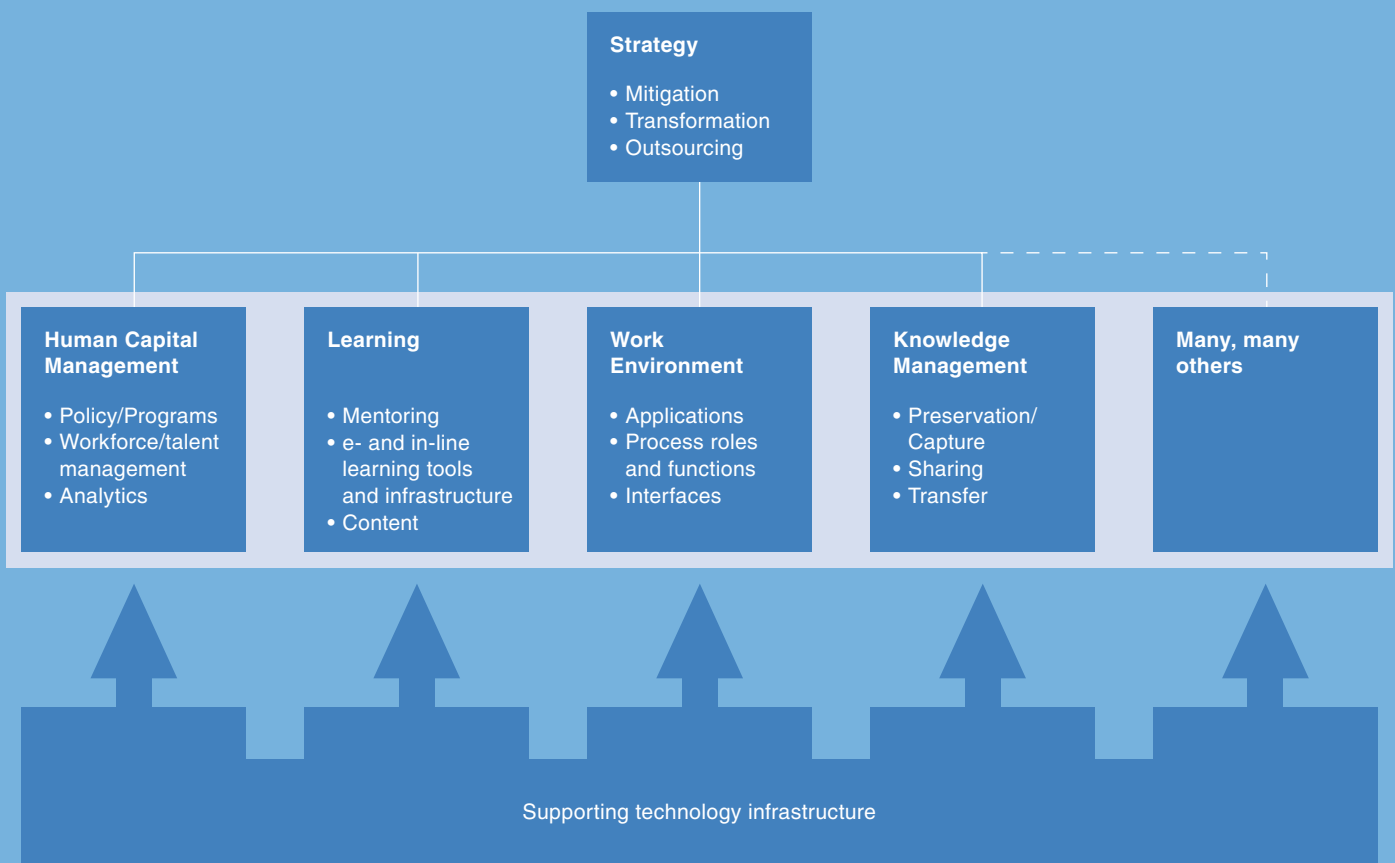 Strategy
• Mitigation
• Transformation
• Outsourcing
Human Capital
Management
• Policy/Programs
• Workforce/talent
management
• Analytics
Learning
• Mentoring
• e- and in-line
learning tools
and infrastructure
• Content
Work
Environment
• Applications
• Process roles
and functions
• Interfaces
Knowledge
Management
• Preservation/
Capture
• Sharing
• Transfer
Many, many
others
Supporting technology infrastructure